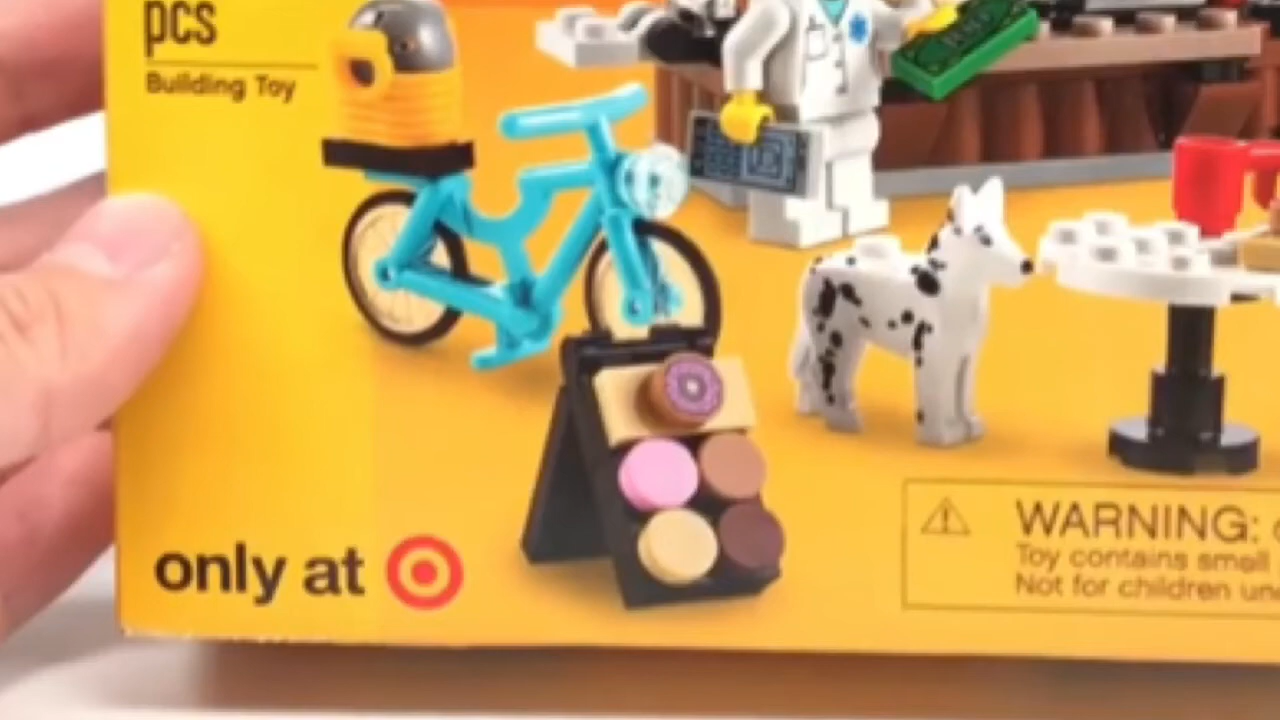 pcs
Building Toy
only at
WARNING:
Toy contains small
Not for children